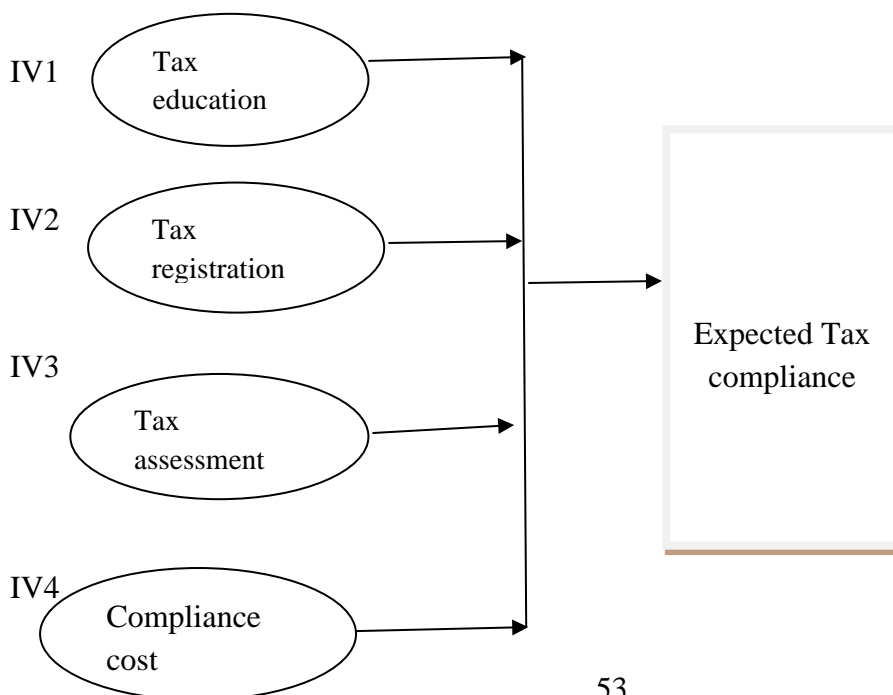 IV1
Tax
education
IV2
Tax
registration
IV3
Tax
assessment
IV4
Compliance
cost
Expected Tax
compliance
53